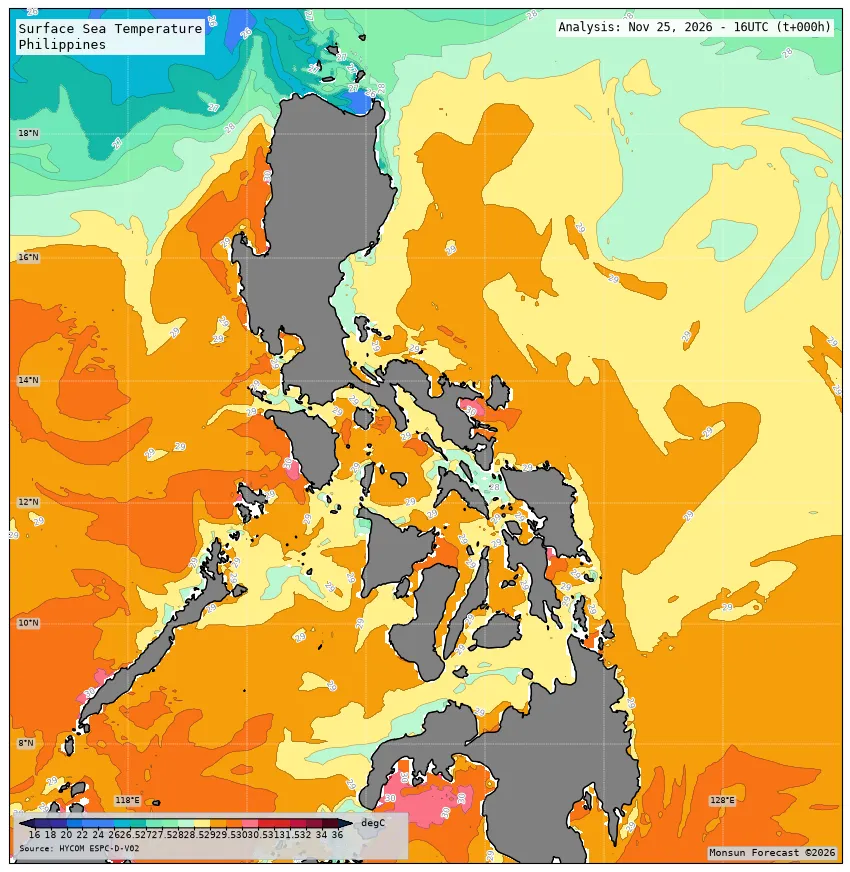 Surface Sea Temperature
Philippines
Analysis: Nov 25, 2026 - 16UTC (t+000h)
18°N
16°N
14°N
12°N
10°N
8°N
118°E
128°E
degC
16 18 20 22 24 26 26.5 27 27.5 28 28.5 29 29.5 30 30.5 31 31.5 32 34 36
Source: HYCOM ESPC-D-V02
Monsun Forecast ©2026